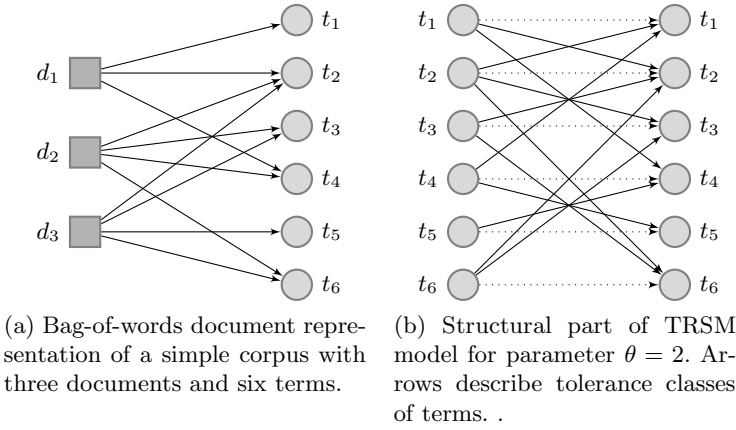 t1
t2
t3
t4
t5
t6
d1
d2
d3
(a) Bag-of-words document repre-
sentation of a simple corpus with
three documents and six terms.
t1
t2
t3
t4
t5
t6
t1
t2
t3
t4
t5
t6
(b) Structural part of TRSM
model for parameter θ = 2. Ar-
rows describe tolerance classes
of terms. .